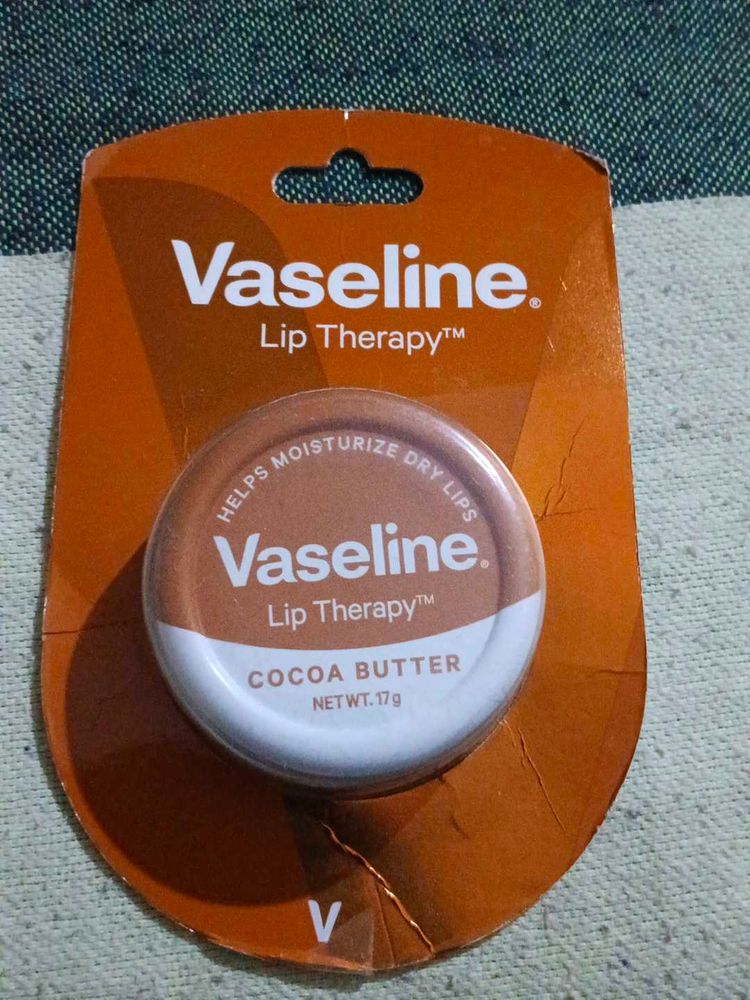 Vaseline®
Lip Therapy™
HELPS MOISTURIZE DRY LIPS
Vaseline®
Lip Therapy™
COCOA BUTTER
NET WT. 17g
V